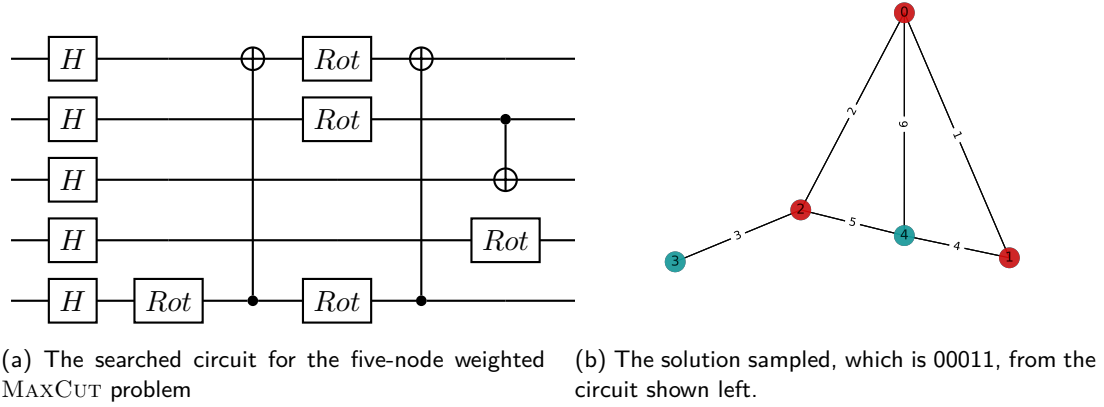 H Rot
H Rot
H
H Rot
H Rot Rot
0
2
6
1
2
5
4
4
1
3
3
(a) The searched circuit for the five-node weighted
MAXCUT problem
(b) The solution sampled, which is 00011, from the
circuit shown left.